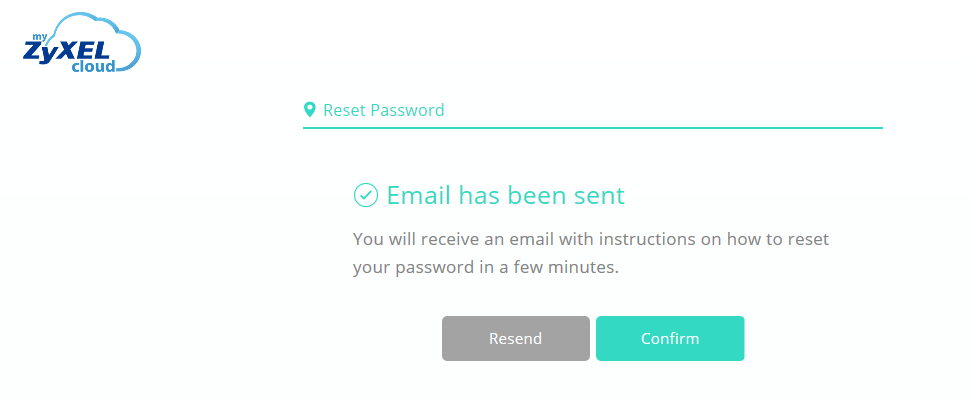 my
ZyXEL
cloud
Reset Password
Email has been sent
You will receive an email with instructions on how to reset
your password in a few minutes.
Resend Confirm